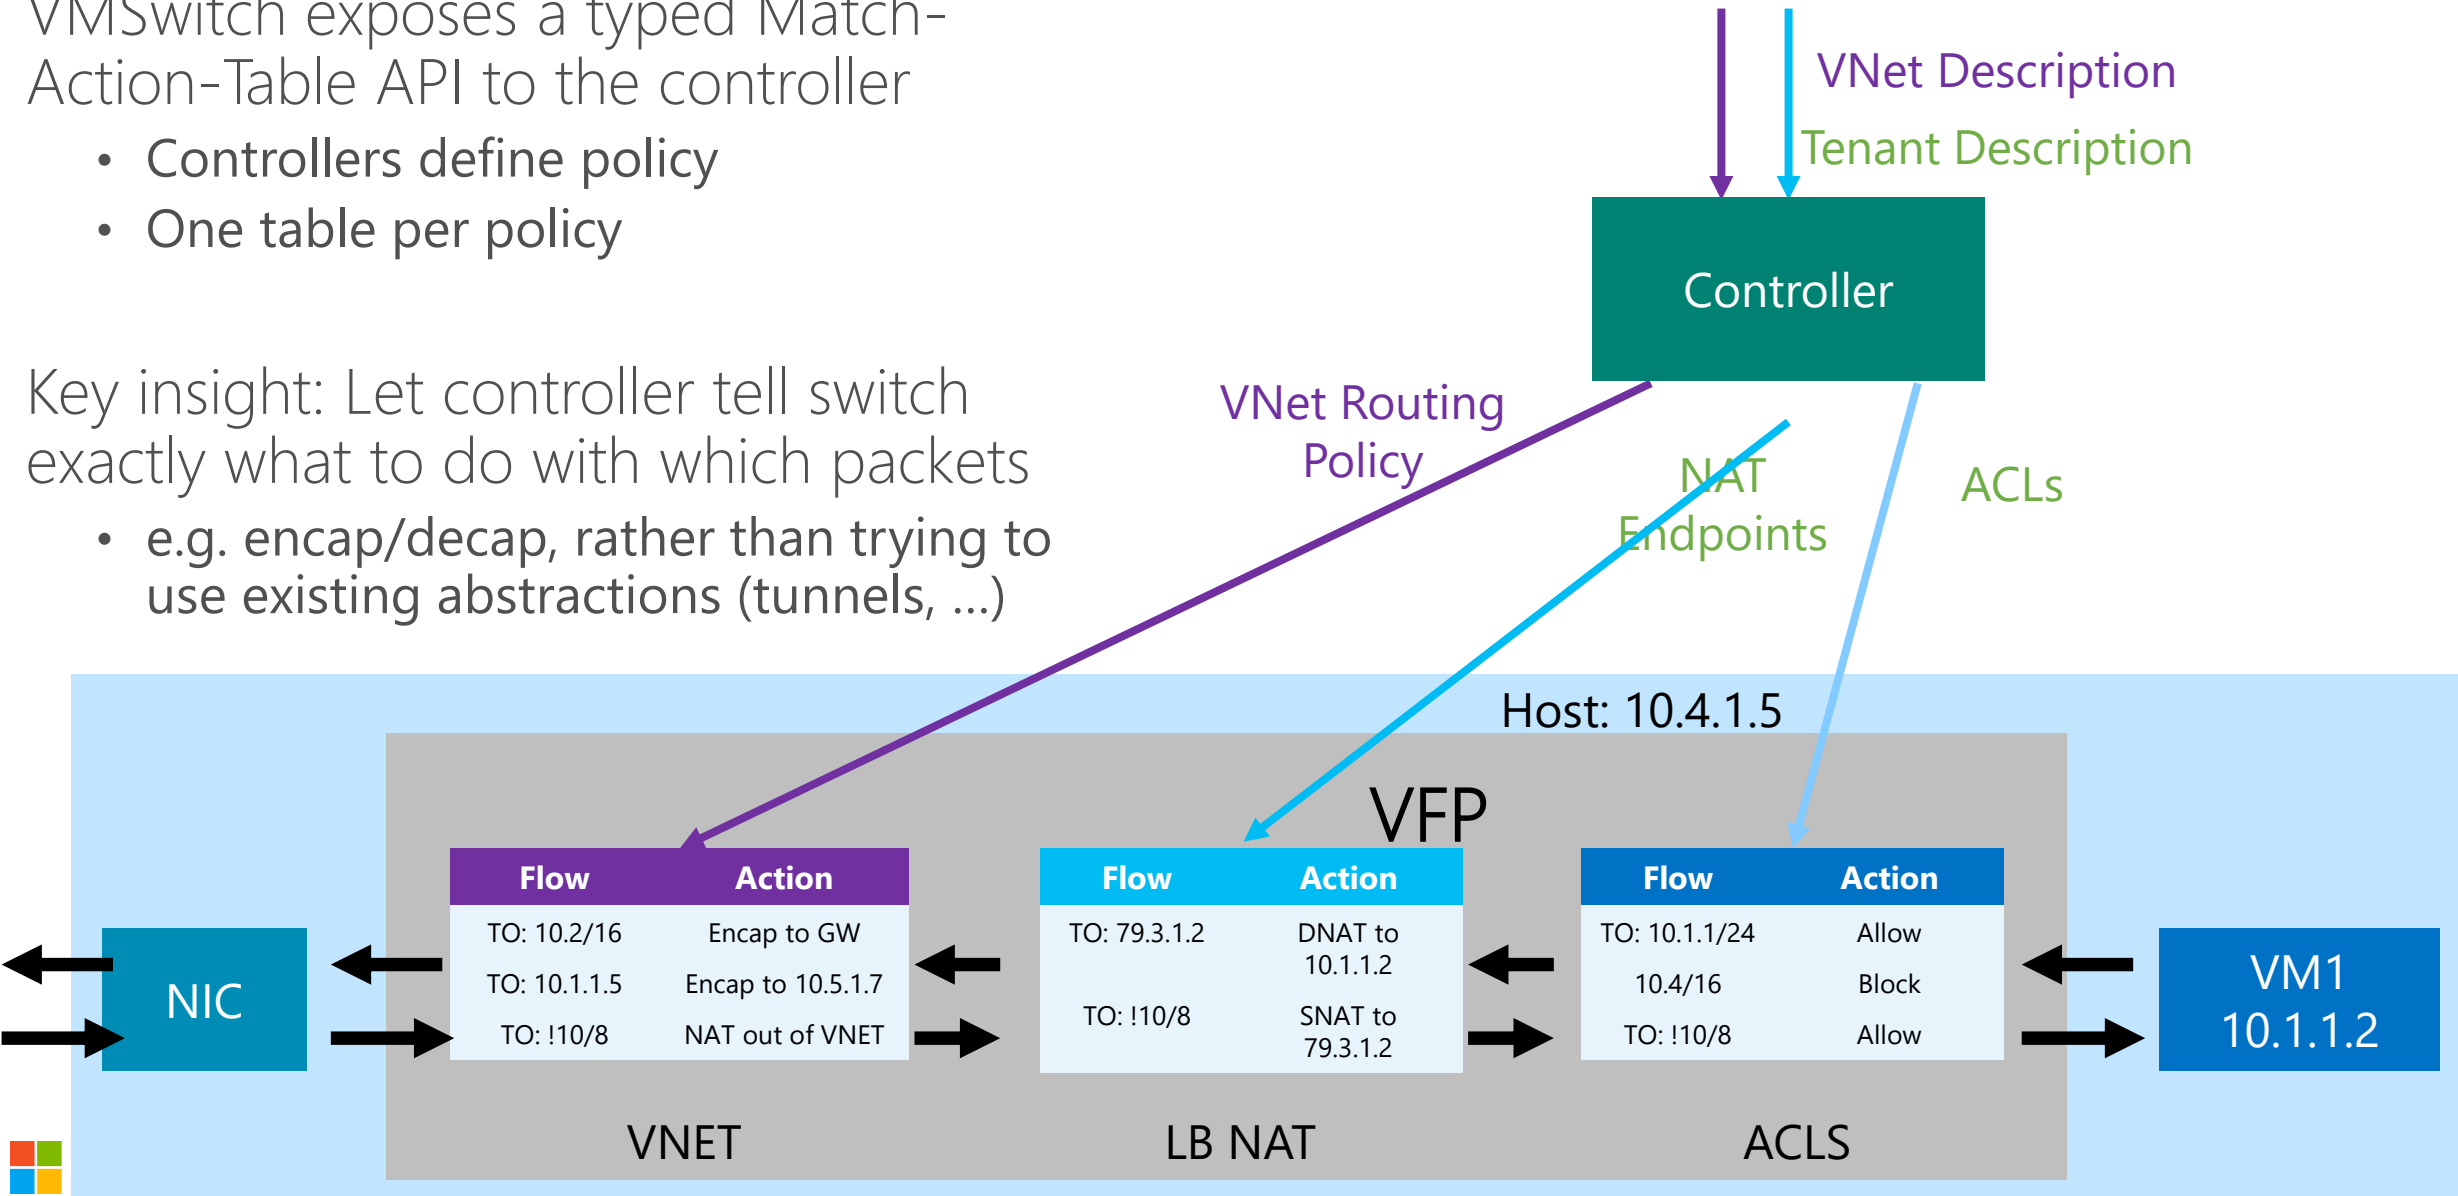 VMSwitch exposes a typed Match-
Action-Table API to the controller
• Controllers define policy
• One table per policy
Key insight: Let controller tell switch
exactly what to do with which packets
• e.g. encap/decap, rather than trying to
use existing abstractions (tunnels, ...)
VNet Description
Tenant Description
Controller
VNet Routing
Policy
NAT
Endpoints
ACLs
Host: 10.4.1.5
VFP
NIC
Flow Action
TO: 10.2/16 Encap to GW
TO: 10.1.1.5 Encap to 10.5.1.7
TO: !10/8 NAT out of VNET
VNET
Flow Action
TO: 79.3.1.2 DNAT to
10.1.1.2
TO: !10/8 SNAT to
79.3.1.2
LB NAT
Flow Action
TO: 10.1.1/24 Allow
10.4/16 Block
TO: !10/8 Allow
ACLS
VM1
10.1.1.2